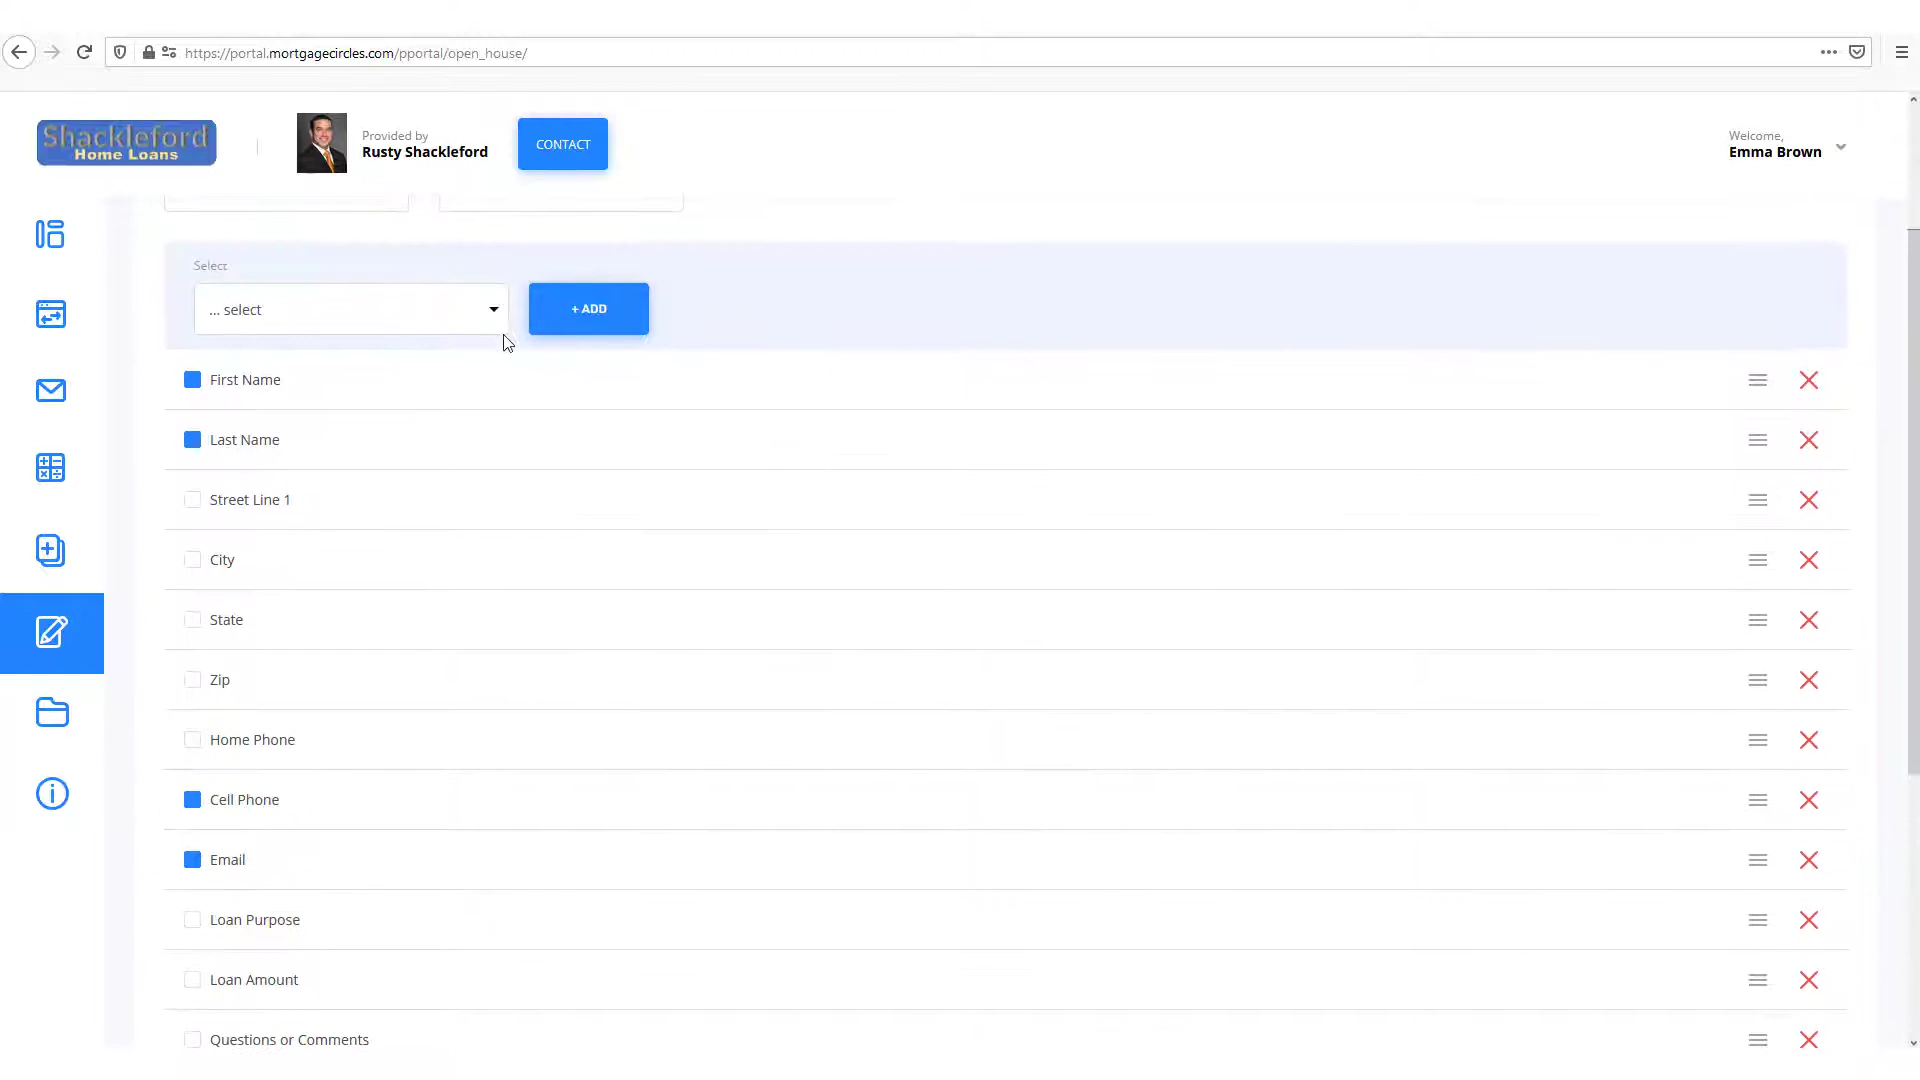 https://portal.mortgagecircles.com/pportal/open_house/
Shackleford
Home Loans
Provided by
Rusty Shackleford
CONTACT
Welcome,
Emma Brown
Select
... select
+ ADD
First Name
Last Name
Street Line 1
City
State
Zip
Home Phone
Cell Phone
Email
Loan Purpose
Loan Amount
Questions or Comments